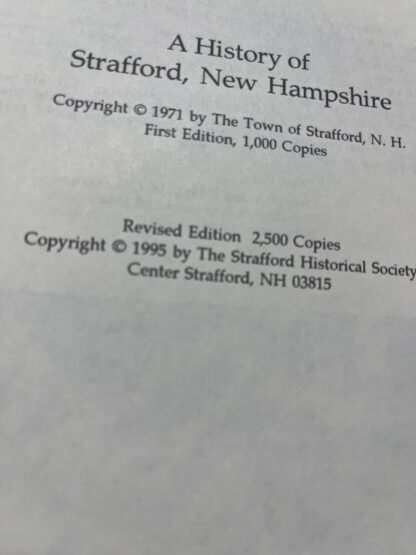 A History of
Strafford, New Hampshire
Copyright © 1971 by The Town of Strafford, N. H.
First Edition, 1,000 Copies
Revised Edition 2,500 Copies
Copyright © 1995 by The Strafford Historical Society
Center Strafford, NH 03815